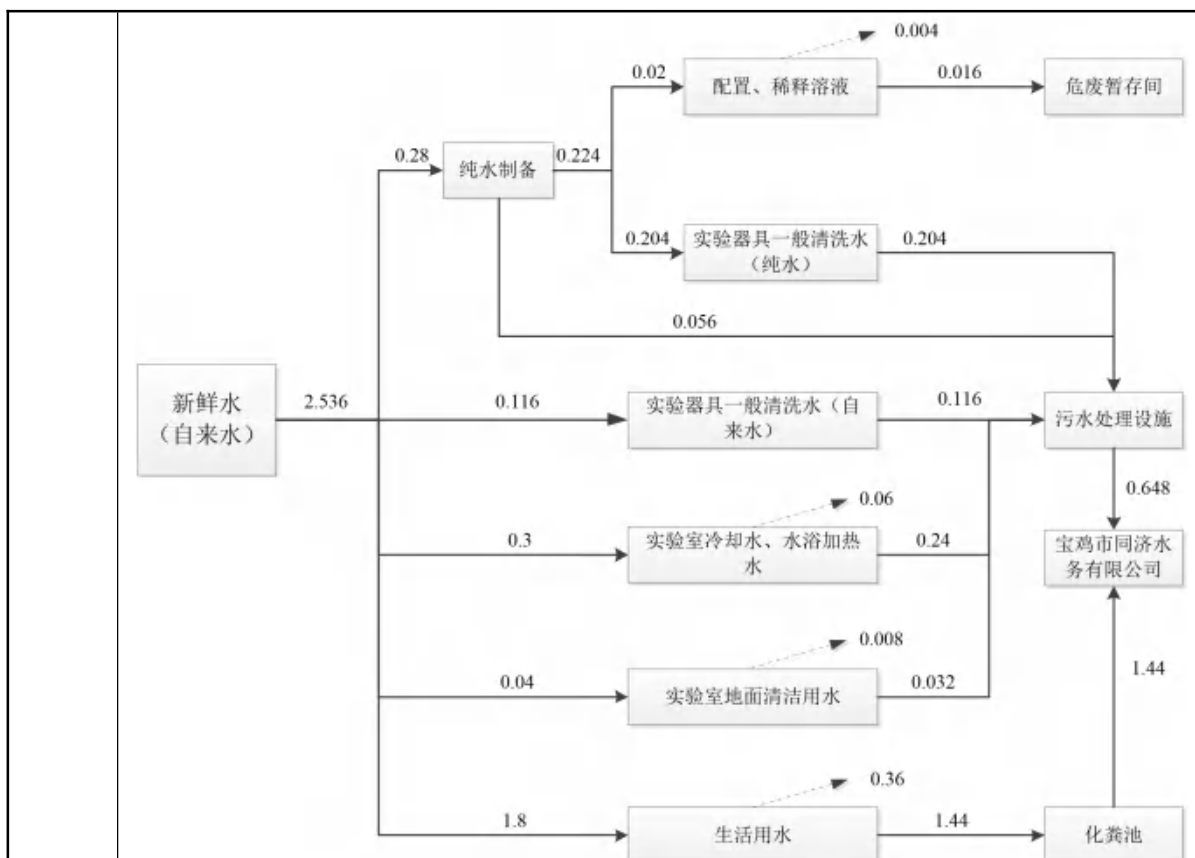 0.004
0.02
配置、稀释溶液
0.016
危废暂存间
0.28
纯水制备
0.224
0.204
实验器具一般清洗水
（纯水）
0.204
0.056
新鲜水
（自来水）
2.536
0.116
实验器具一般清洗水（自
来水）
0.116
污水处理设施
0.648
0.06
0.3
实验室冷却水、水浴加热
水
0.24
宝鸡市同济水
务有限公司
0.008
0.04
实验室地面清洁用水
0.032
1.44
0.36
1.8
生活用水
1.44
化粪池